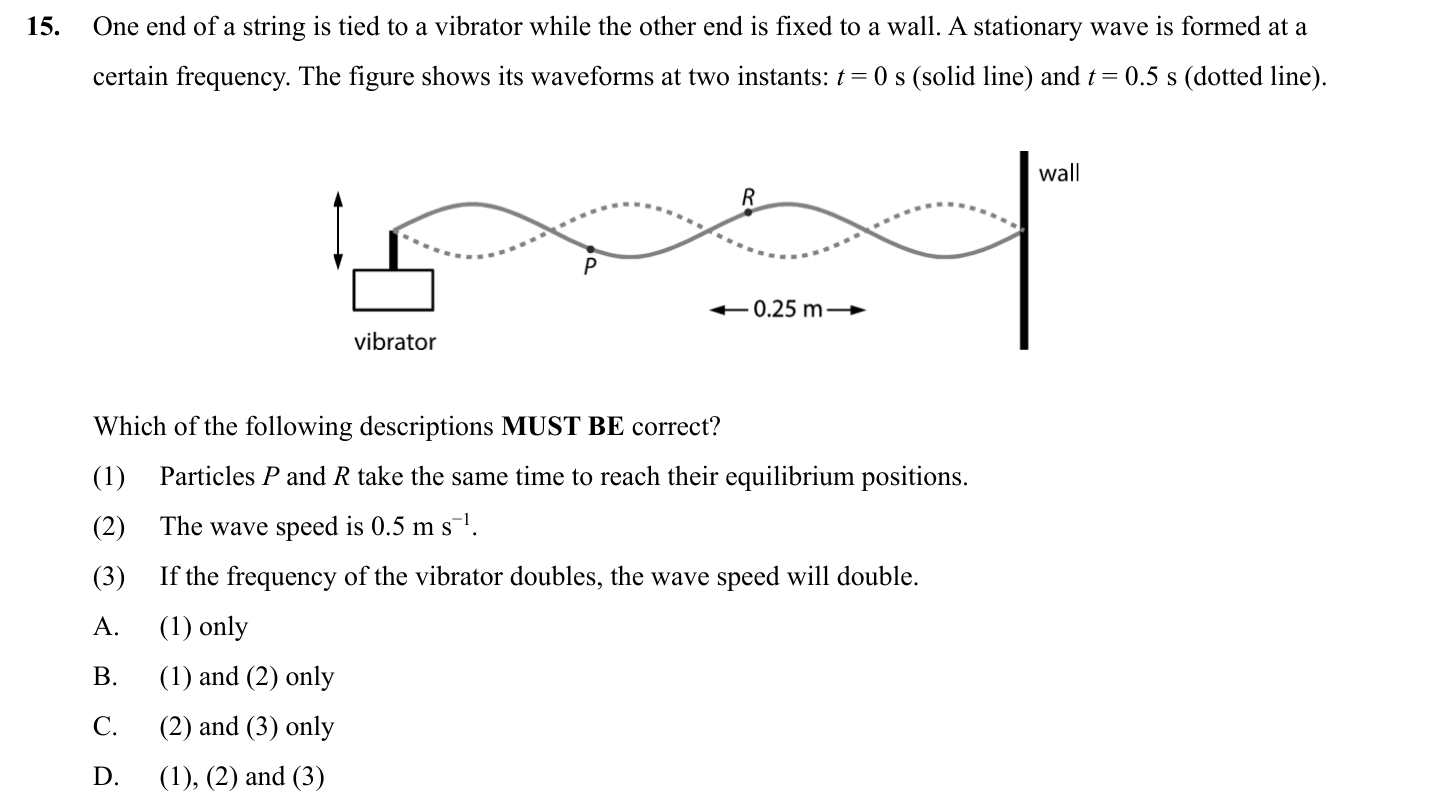 15. One end of a string is tied to a vibrator while the other end is fixed to a wall. A stationary wave is formed at a
certain frequency. The figure shows its waveforms at two instants: t = 0 s (solid line) and t = 0.5 s (dotted line).
wall
R
P
0.25 m
vibrator
Which of the following descriptions MUST BE correct?
(1) Particles P and R take the same time to reach their equilibrium positions.
(2) The wave speed is 0.5 m s⁻¹.
(3) If the frequency of the vibrator doubles, the wave speed will double.
A. (1) only
B. (1) and (2) only
C. (2) and (3) only
D. (1), (2) and (3)